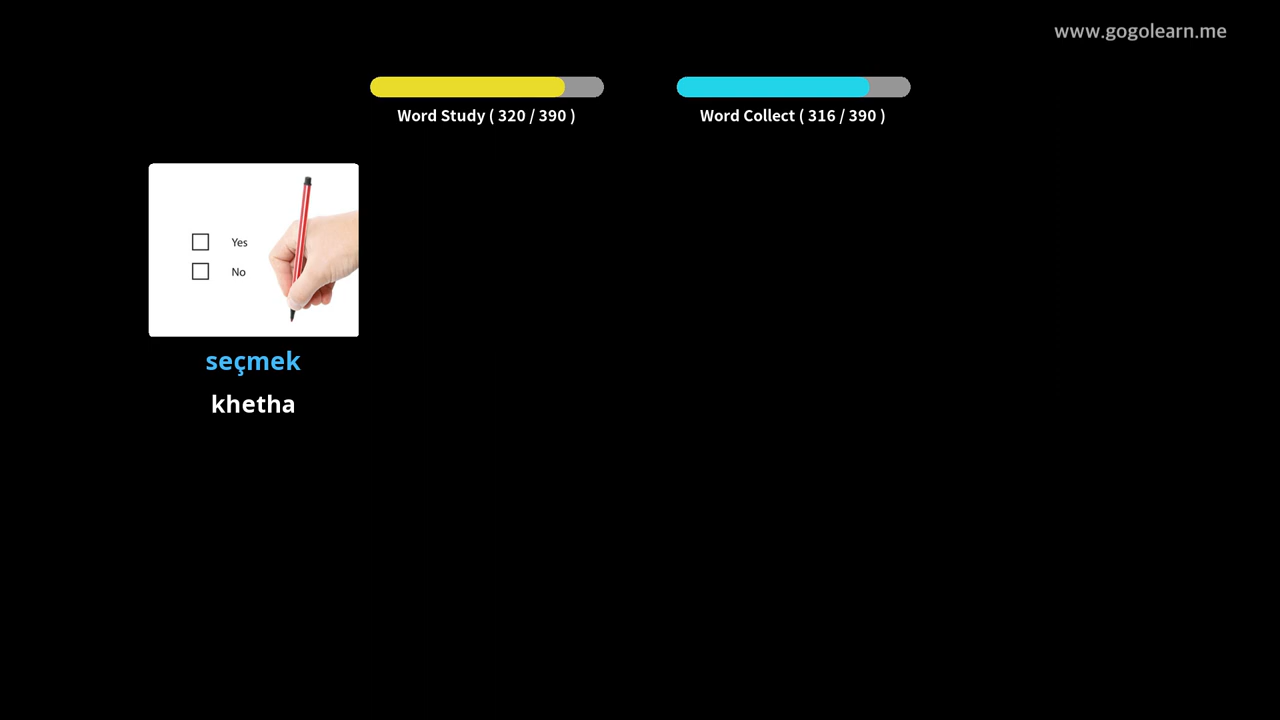 www.gogolearn.me
Word Study ( 320 / 390 )
Word Collect ( 316 / 390 )
Yes
No
seçmek
khetha